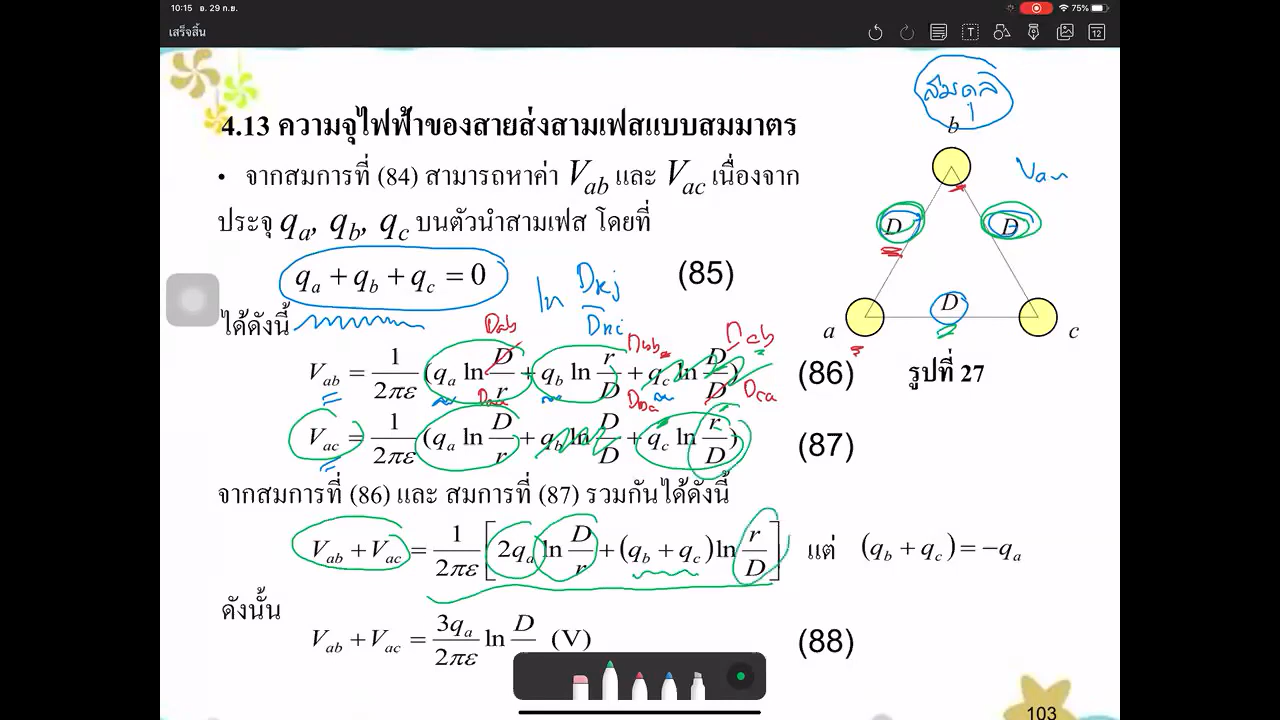 10:15 อ. 29 ก.ย.
75%
เสร็จสิ้น
12
สมดุล
4.13 ความจุไฟฟ้าของสายส่งสามเฟสแบบสมมาตร
b
Van
• จากสมการที่ (84) สามารถหาค่า V_ab และ V_ac เนื่องจาก
ประจุ q_a, q_b, q_c บนตัวนำสามเฟส โดยที่
D D
q_a + q_b + q_c = 0 (85)
ln Dkj/Dki
D
a c
ได้ดังนี้
Dab Dbb Dcb
V_ab = 1/2πε (q_a ln D/r + q_b ln r/D + q_c ln D/D) (86)
รูปที่ 27
Daa Dba Dca
V_ac = 1/2πε (q_a ln D/r + q_b ln D/D + q_c ln r/D) (87)
จากสมการที่ (86) และ สมการที่ (87) รวมกันได้ดังนี้
V_ab + V_ac = 1/2πε [2q_a ln D/r + (q_b + q_c) ln r/D] แต่ (q_b + q_c) = −q_a
ดังนั้น
V_ab + V_ac = 3q_a/2πε ln D (V) (88)
103